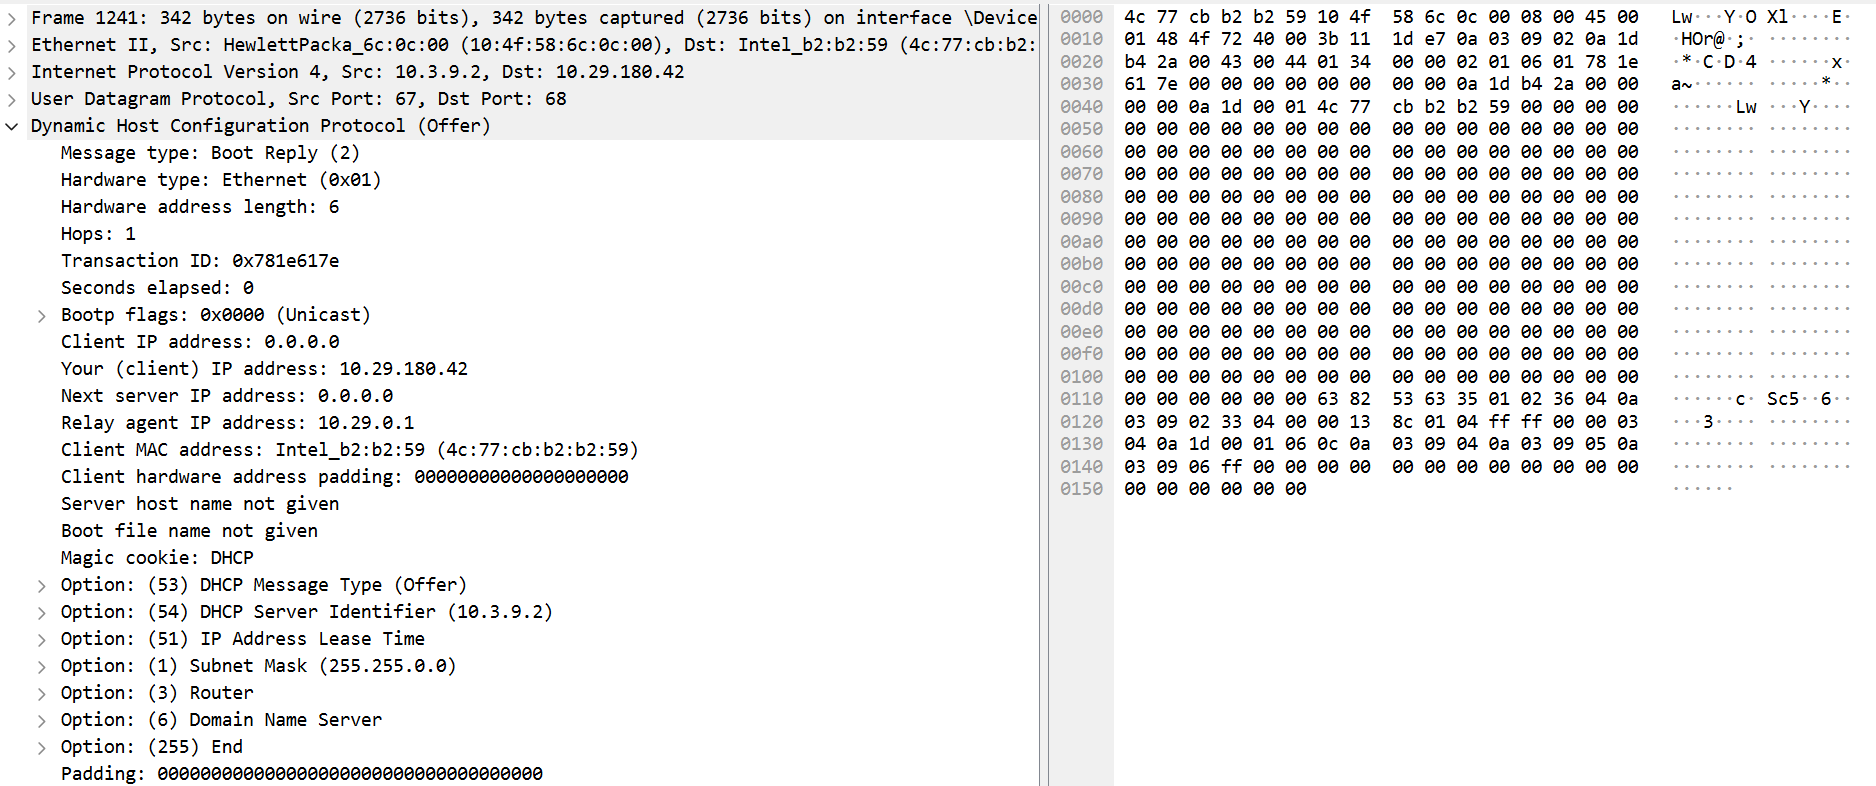 Frame 1241: 342 bytes on wire (2736 bits), 342 bytes captured (2736 bits) on interface \Device
Ethernet II, Src: HewlettPacka_6c:0c:00 (10:4f:58:6c:0c:00), Dst: Intel_b2:b2:59 (4c:77:cb:b2:
Internet Protocol Version 4, Src: 10.3.9.2, Dst: 10.29.180.42
User Datagram Protocol, Src Port: 67, Dst Port: 68
Dynamic Host Configuration Protocol (Offer)
Message type: Boot Reply (2)
Hardware type: Ethernet (0x01)
Hardware address length: 6
Hops: 1
Transaction ID: 0x781e617e
Seconds elapsed: 0
Bootp flags: 0x0000 (Unicast)
Client IP address: 0.0.0.0
Your (client) IP address: 10.29.180.42
Next server IP address: 0.0.0.0
Relay agent IP address: 10.29.0.1
Client MAC address: Intel_b2:b2:59 (4c:77:cb:b2:b2:59)
Client hardware address padding: 00000000000000000000
Server host name not given
Boot file name not given
Magic cookie: DHCP
Option: (53) DHCP Message Type (Offer)
Option: (54) DHCP Server Identifier (10.3.9.2)
Option: (51) IP Address Lease Time
Option: (1) Subnet Mask (255.255.0.0)
Option: (3) Router
Option: (6) Domain Name Server
Option: (255) End
Padding: 000000000000000000000000000000000000
0000 4c 77 cb b2 b2 59 10 4f 58 6c 0c 00 08 00 45 00 Lw···Y·O Xl····E·
0010 01 48 4f 72 40 00 3b 11 1d e7 0a 03 09 02 0a 1d ·HOr@·;· ········
0020 b4 2a 00 43 00 44 01 34 00 00 02 01 06 01 78 1e ·*·C·D·4 ······x·
0030 61 7e 00 00 00 00 00 00 00 00 0a 1d b4 2a 00 00 a~······ ·····*··
0040 00 00 0a 1d 00 01 4c 77 cb b2 b2 59 00 00 00 00 ······Lw ···Y····
0050 00 00 00 00 00 00 00 00 00 00 00 00 00 00 00 00 ········ ········
0060 00 00 00 00 00 00 00 00 00 00 00 00 00 00 00 00 ········ ········
0070 00 00 00 00 00 00 00 00 00 00 00 00 00 00 00 00 ········ ········
0080 00 00 00 00 00 00 00 00 00 00 00 00 00 00 00 00 ········ ········
0090 00 00 00 00 00 00 00 00 00 00 00 00 00 00 00 00 ········ ········
00a0 00 00 00 00 00 00 00 00 00 00 00 00 00 00 00 00 ········ ········
00b0 00 00 00 00 00 00 00 00 00 00 00 00 00 00 00 00 ········ ········
00c0 00 00 00 00 00 00 00 00 00 00 00 00 00 00 00 00 ········ ········
00d0 00 00 00 00 00 00 00 00 00 00 00 00 00 00 00 00 ········ ········
00e0 00 00 00 00 00 00 00 00 00 00 00 00 00 00 00 00 ········ ········
00f0 00 00 00 00 00 00 00 00 00 00 00 00 00 00 00 00 ········ ········
0100 00 00 00 00 00 00 00 00 00 00 00 00 00 00 00 00 ········ ········
0110 00 00 00 00 00 00 63 82 53 63 35 01 02 36 04 0a ······c· Sc5··6··
0120 03 09 02 33 04 00 00 13 8c 01 04 ff ff 00 00 03 ···3···· ········
0130 04 0a 1d 00 01 06 0c 0a 03 09 04 0a 03 09 05 0a ········ ········
0140 03 09 06 ff 00 00 00 00 00 00 00 00 00 00 00 00 ········ ········
0150 00 00 00 00 00 00 ······